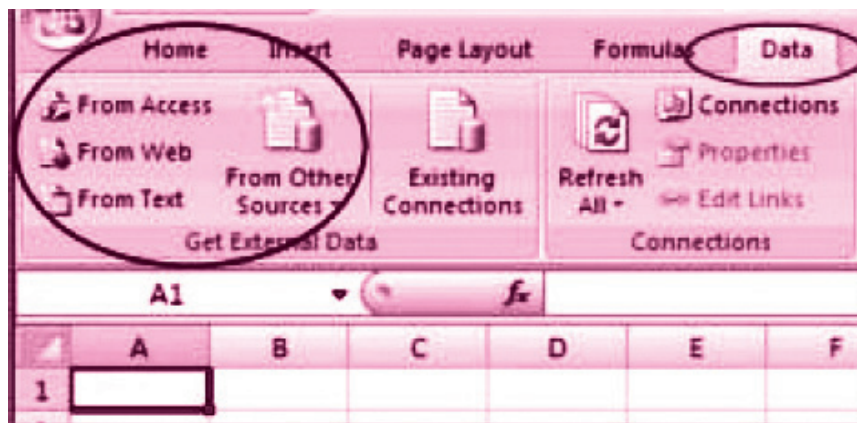 Home Insert Page Layout Formulas Data
From Access
From Web
From Text
From Other
Sources
Existing
Connections
Get External Data
Refresh
All
Connections
Properties
Edit Links
Connections
A1 fx
A B C D E F
1